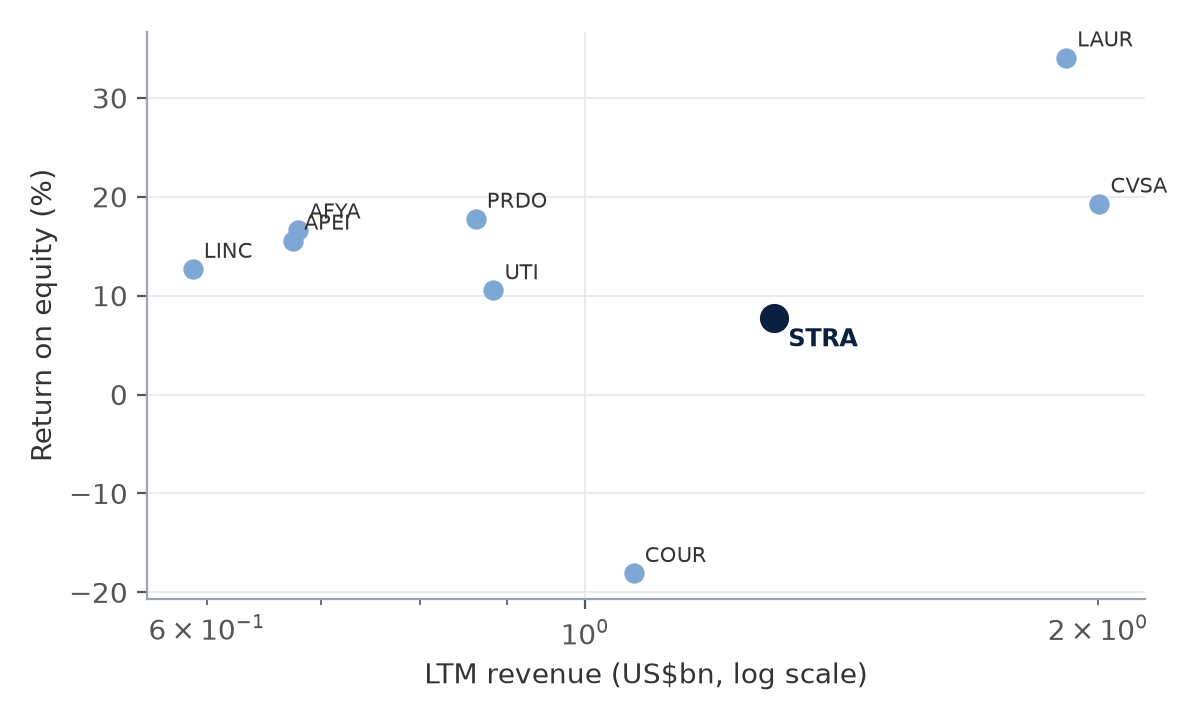 LAUR
30
CVSA
20
PRDO
AFYA
APEI
LINC
UTI
10
STRA
0
−10
COUR
−20
6 × 10⁻¹
10⁰
2 × 10⁰
LTM revenue (US$bn, log scale)
Return on equity (%)